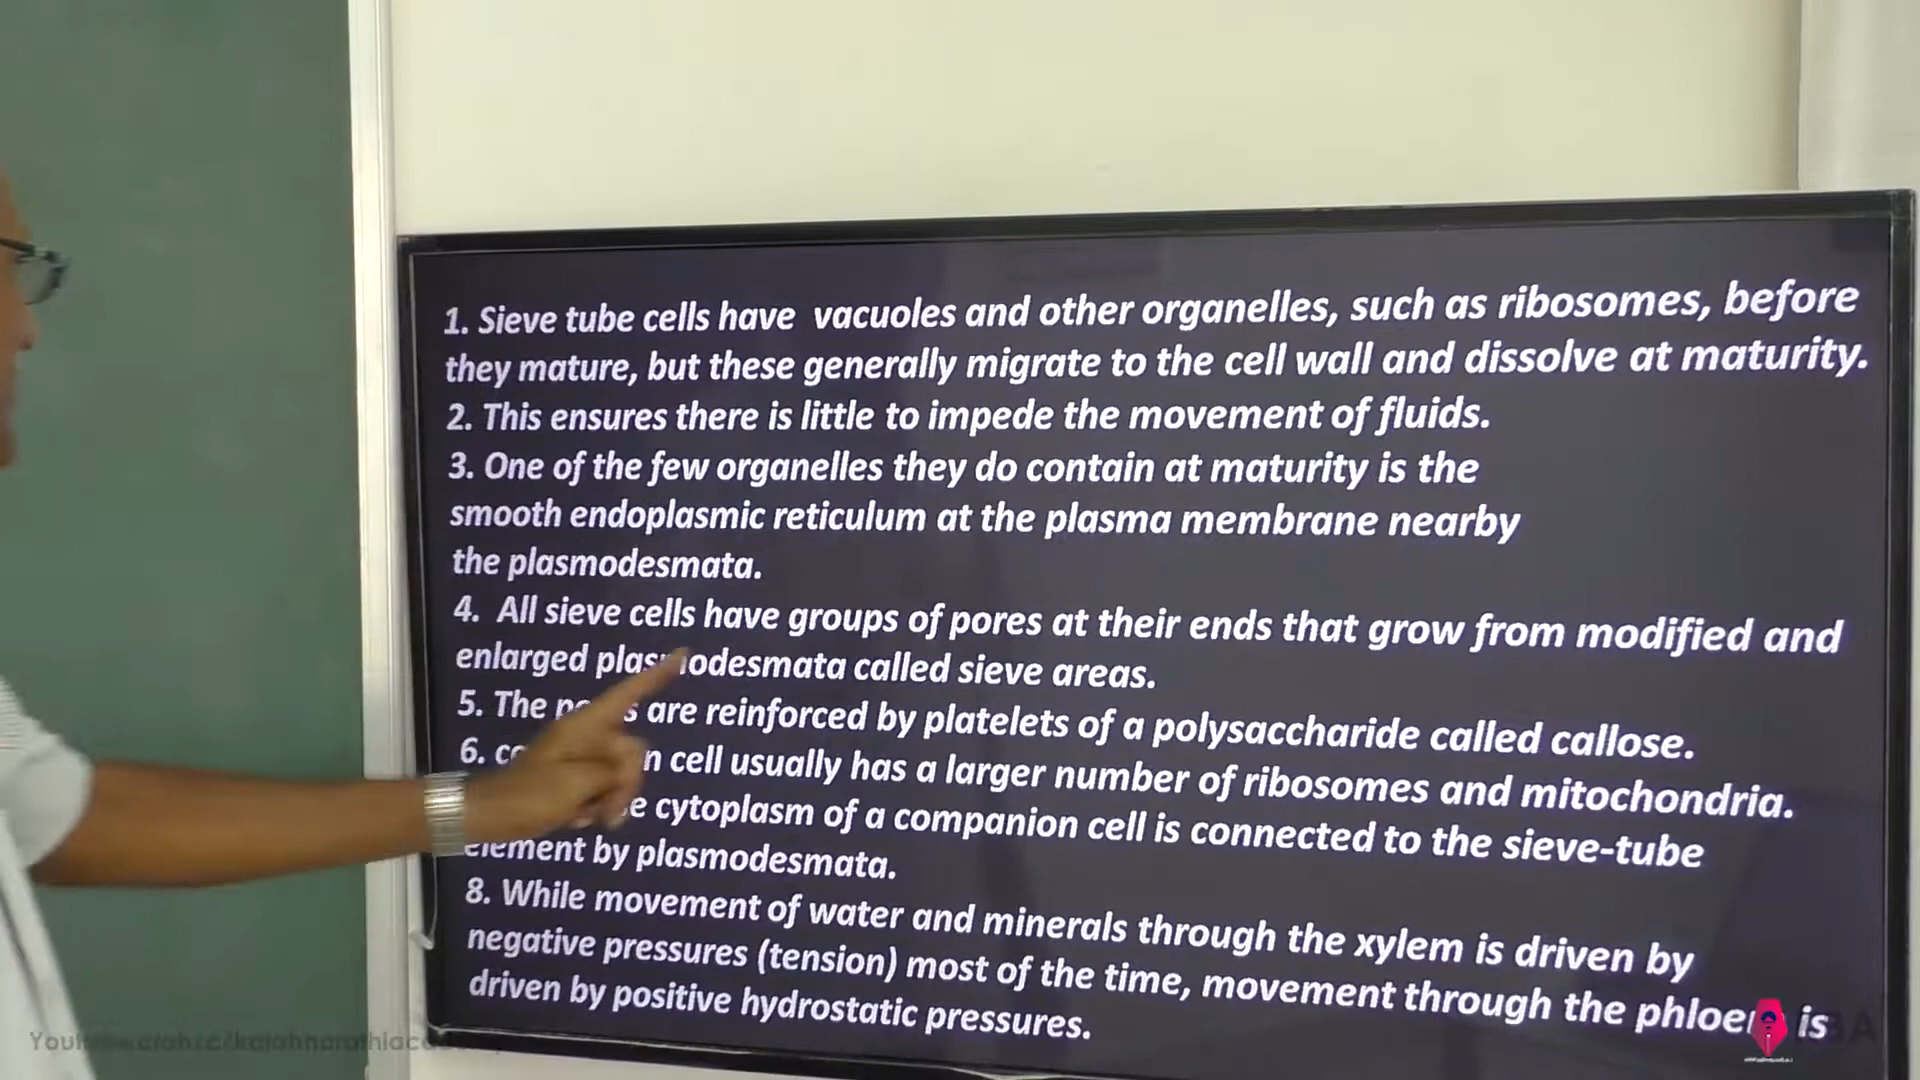 1. Sieve tube cells have vacuoles and other organelles, such as ribosomes, before
they mature, but these generally migrate to the cell wall and dissolve at maturity.
2. This ensures there is little to impede the movement of fluids.
3. One of the few organelles they do contain at maturity is the
smooth endoplasmic reticulum at the plasma membrane nearby
the plasmodesmata.
4. All sieve cells have groups of pores at their ends that grow from modified and
enlarged plasmodesmata called sieve areas.
5. The are reinforced by platelets of a polysaccharide called callose.
6. cell usually has a larger number of ribosomes and mitochondria.
cytoplasm of a companion cell is connected to the sieve-tube
element by plasmodesmata.
8. While movement of water and minerals through the xylem is driven by
negative pressures (tension) most of the time, movement through the phloem is
driven by positive hydrostatic pressures.